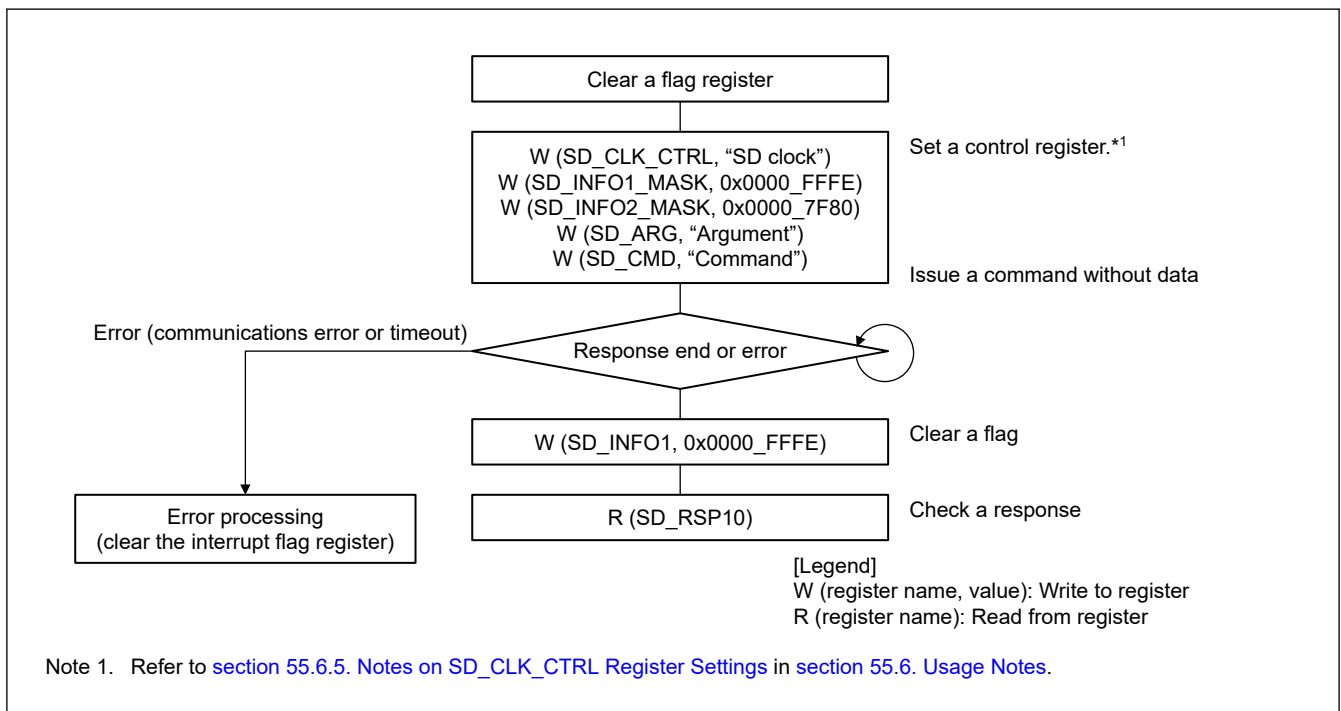 Clear a flag register
W (SD_CLK_CTRL, “SD clock”)
W (SD_INFO1_MASK, 0x0000_FFFE)
W (SD_INFO2_MASK, 0x0000_7F80)
W (SD_ARG, “Argument”)
W (SD_CMD, “Command”)
Set a control register.*1
Issue a command without data
Error (communications error or timeout)
Response end or error
W (SD_INFO1, 0x0000_FFFE)
Clear a flag
Error processing
(clear the interrupt flag register)
R (SD_RSP10)
Check a response
[Legend]
W (register name, value): Write to register
R (register name): Read from register
Note 1. Refer to section 55.6.5. Notes on SD_CLK_CTRL Register Settings in section 55.6. Usage Notes.